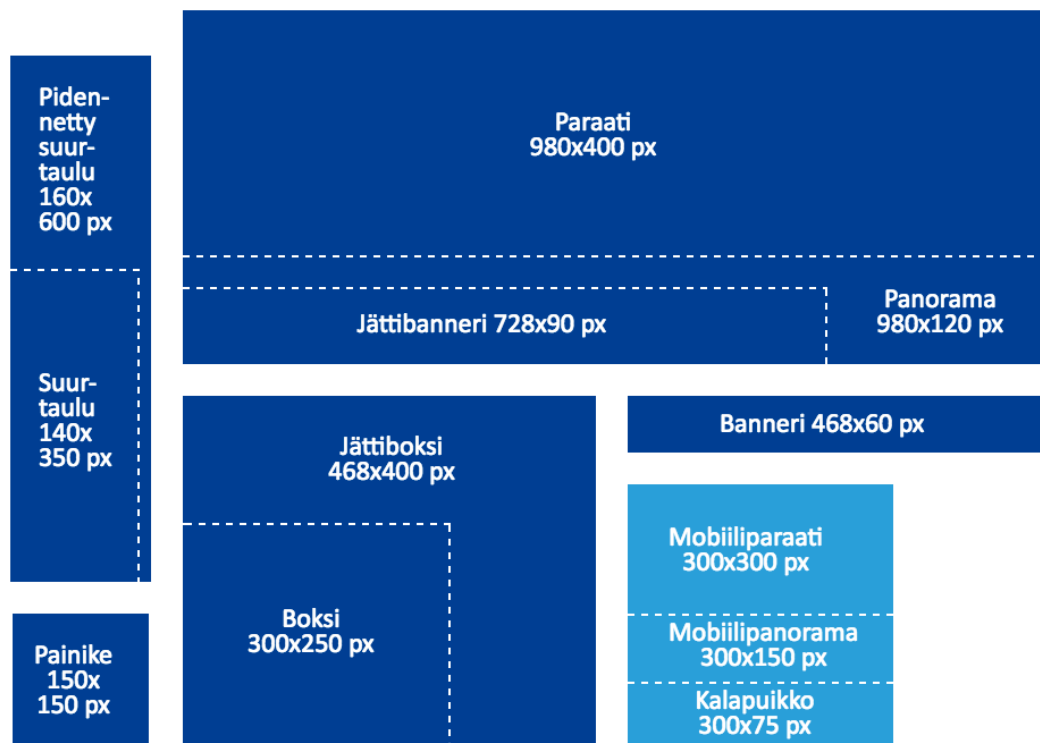 Piden-
netty
suur-
taulu
160x
600 px
Suur-
taulu
140x
350 px
Painike
150x
150 px
Paraati
980x400 px
Jättibanneri 728x90 px
Panorama
980x120 px
Jättiboksi
468x400 px
Boksi
300x250 px
Banneri 468x60 px
Mobiiliparaati
300x300 px
Mobiilipanorama
300x150 px
Kalapuikko
300x75 px